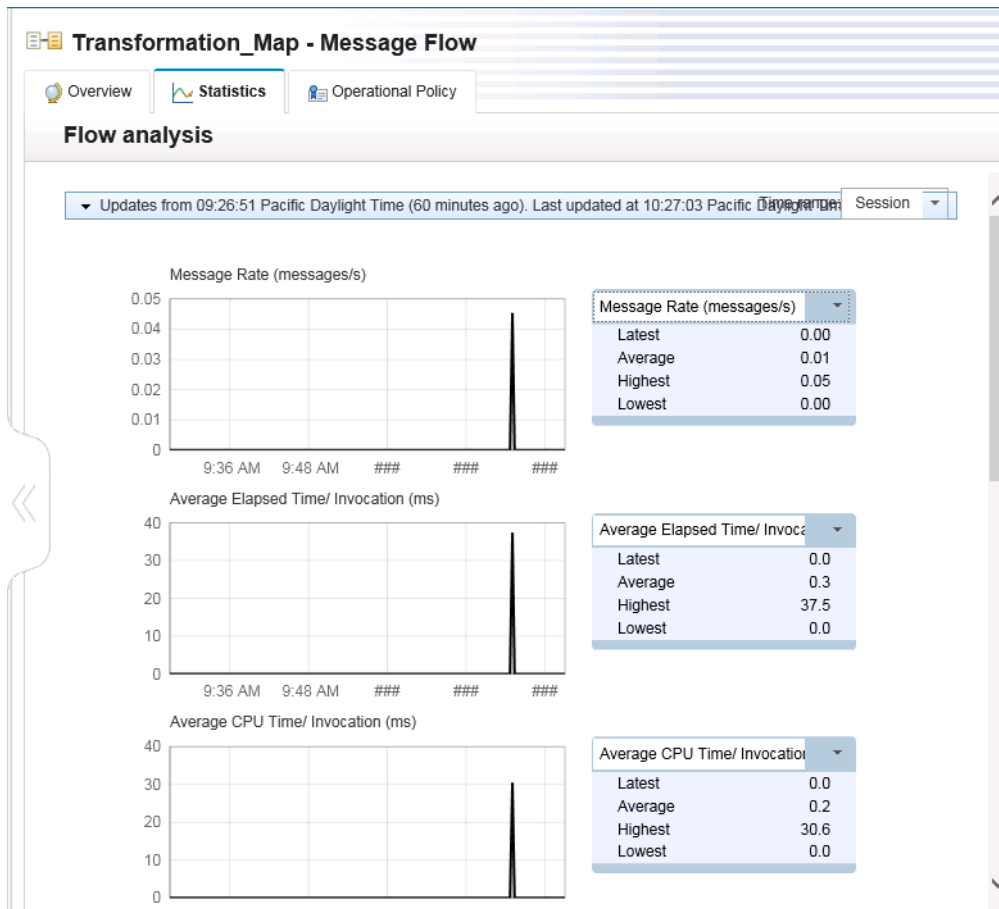 Transformation_Map - Message Flow
Overview Statistics Operational Policy
Flow analysis
Updates from 09:26:51 Pacific Daylight Time (60 minutes ago). Last updated at 10:27:03 Pacific Daylight Tim Time range: Session
Message Rate (messages/s)
0.05
0.04
0.03
0.02
0.01
0
9:36 AM 9:48 AM ### ### ###
Message Rate (messages/s)
Latest 0.00
Average 0.01
Highest 0.05
Lowest 0.00
Average Elapsed Time/ Invocation (ms)
40
30
20
10
0
9:36 AM 9:48 AM ### ### ###
Average Elapsed Time/ Invoca
Latest 0.0
Average 0.3
Highest 37.5
Lowest 0.0
Average CPU Time/ Invocation (ms)
40
30
20
10
0
Average CPU Time/ Invocation
Latest 0.0
Average 0.2
Highest 30.6
Lowest 0.0